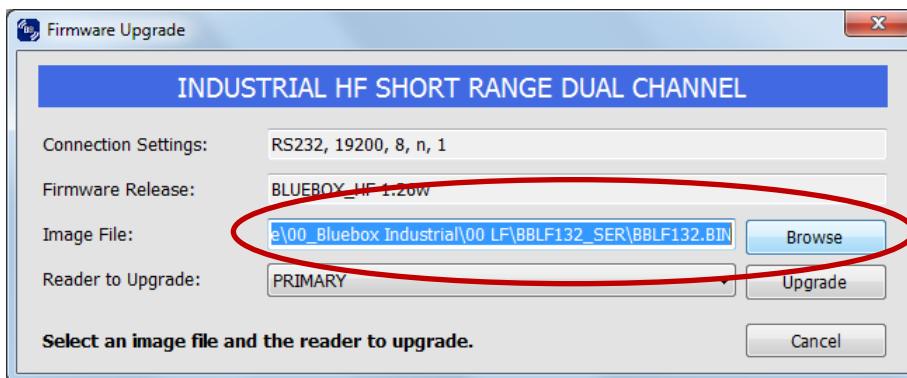 Firmware Upgrade
INDUSTRIAL HF SHORT RANGE DUAL CHANNEL
Connection Settings: RS232, 19200, 8, n, 1
Firmware Release: BLUEBOX_HF 1.26W
Image File: e\00_Bluebox Industrial\00 LF\BBLF132_SER\BBLF132.BIN Browse
Reader to Upgrade: PRIMARY Upgrade
Select an image file and the reader to upgrade. Cancel